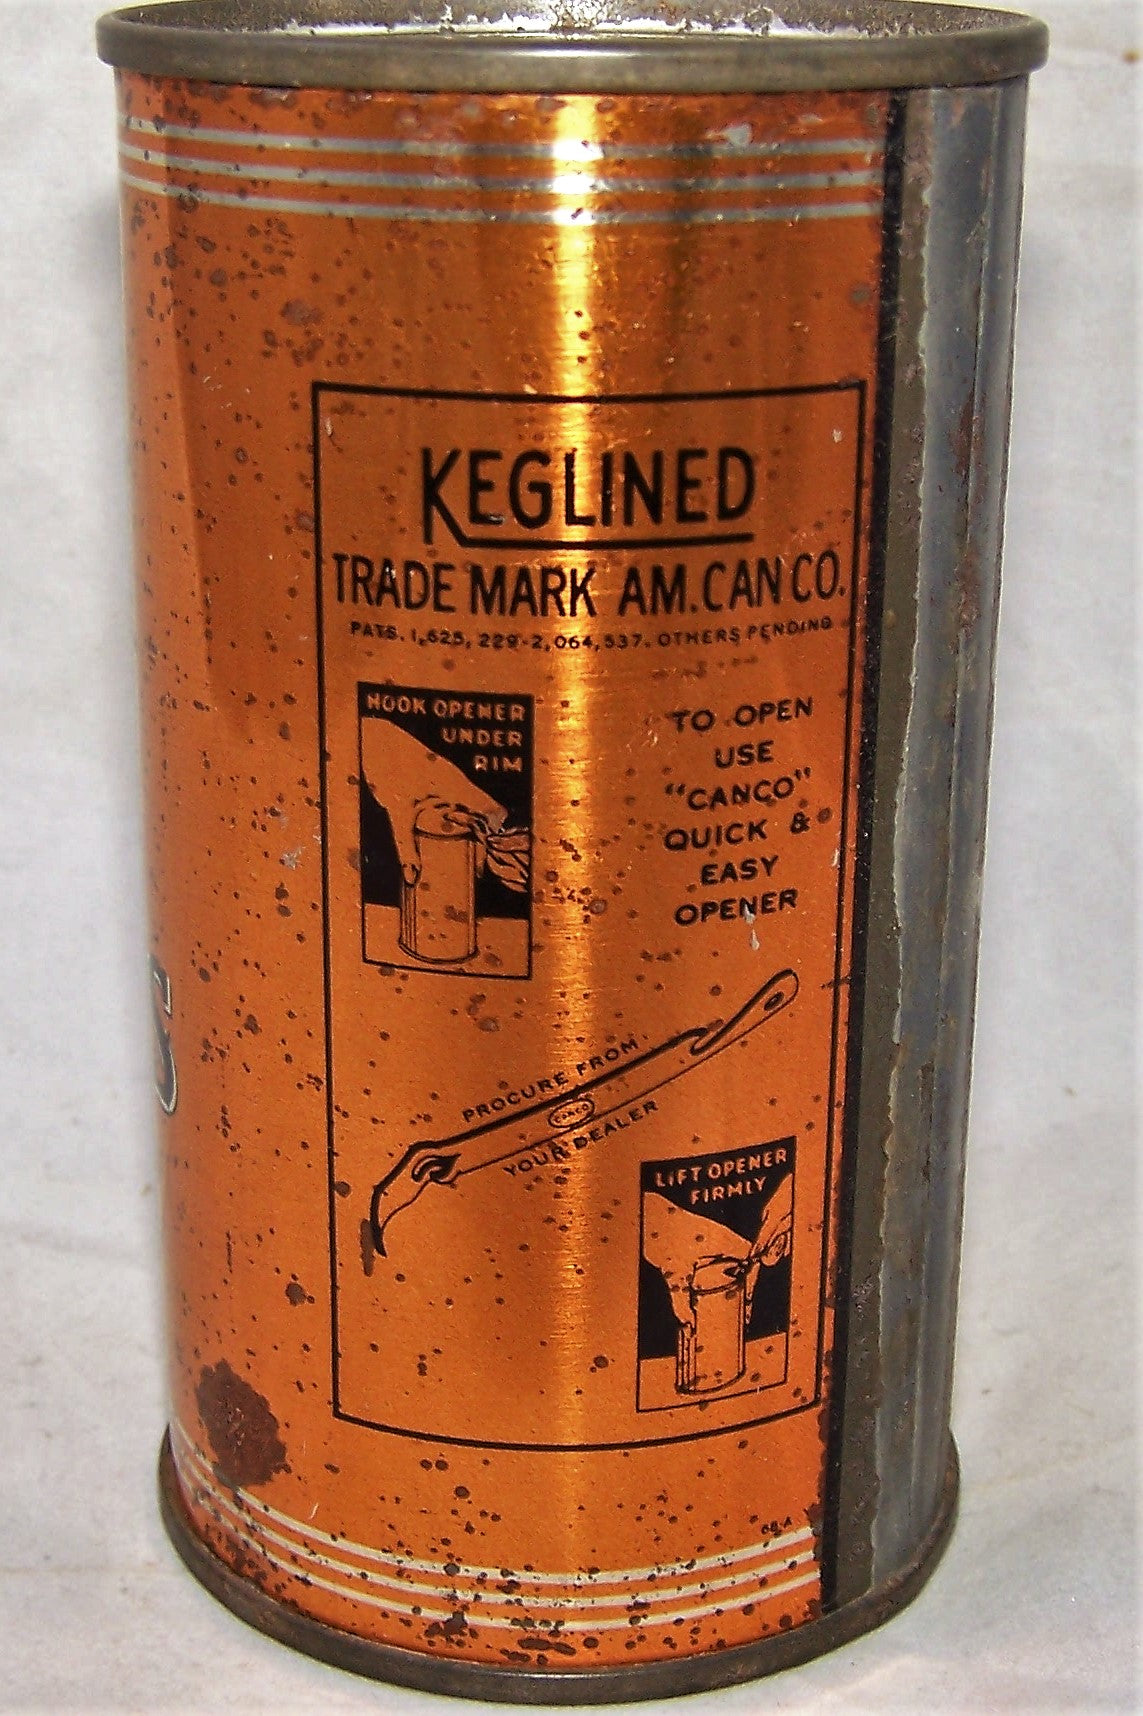 KEGLINED
TRADE MARK AM. CAN CO.
PATS. 1,625,229-2,064,537. OTHERS PENDING
HOOK OPENER
UNDER
RIM
TO OPEN
USE
"CANCO"
QUICK &
EASY
OPENER
PROCURE FROM
CANCO
YOUR DEALER
LIFT OPENER
FIRMLY
S